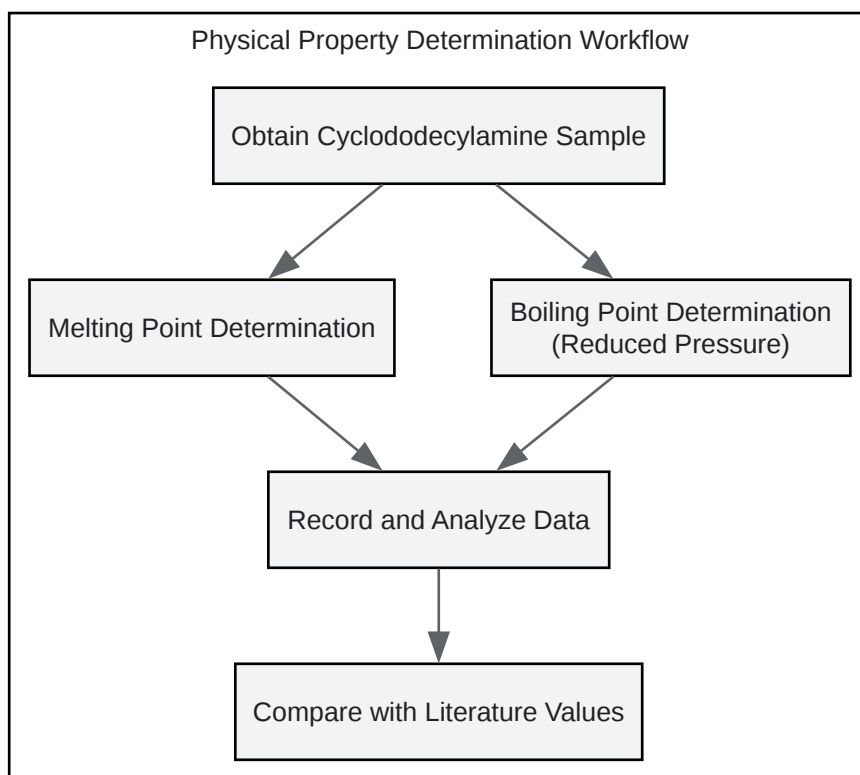 Physical Property Determination Workflow
Obtain Cyclododecylamine Sample
Melting Point Determination
Boiling Point Determination
(Reduced Pressure)
Record and Analyze Data
Compare with Literature Values